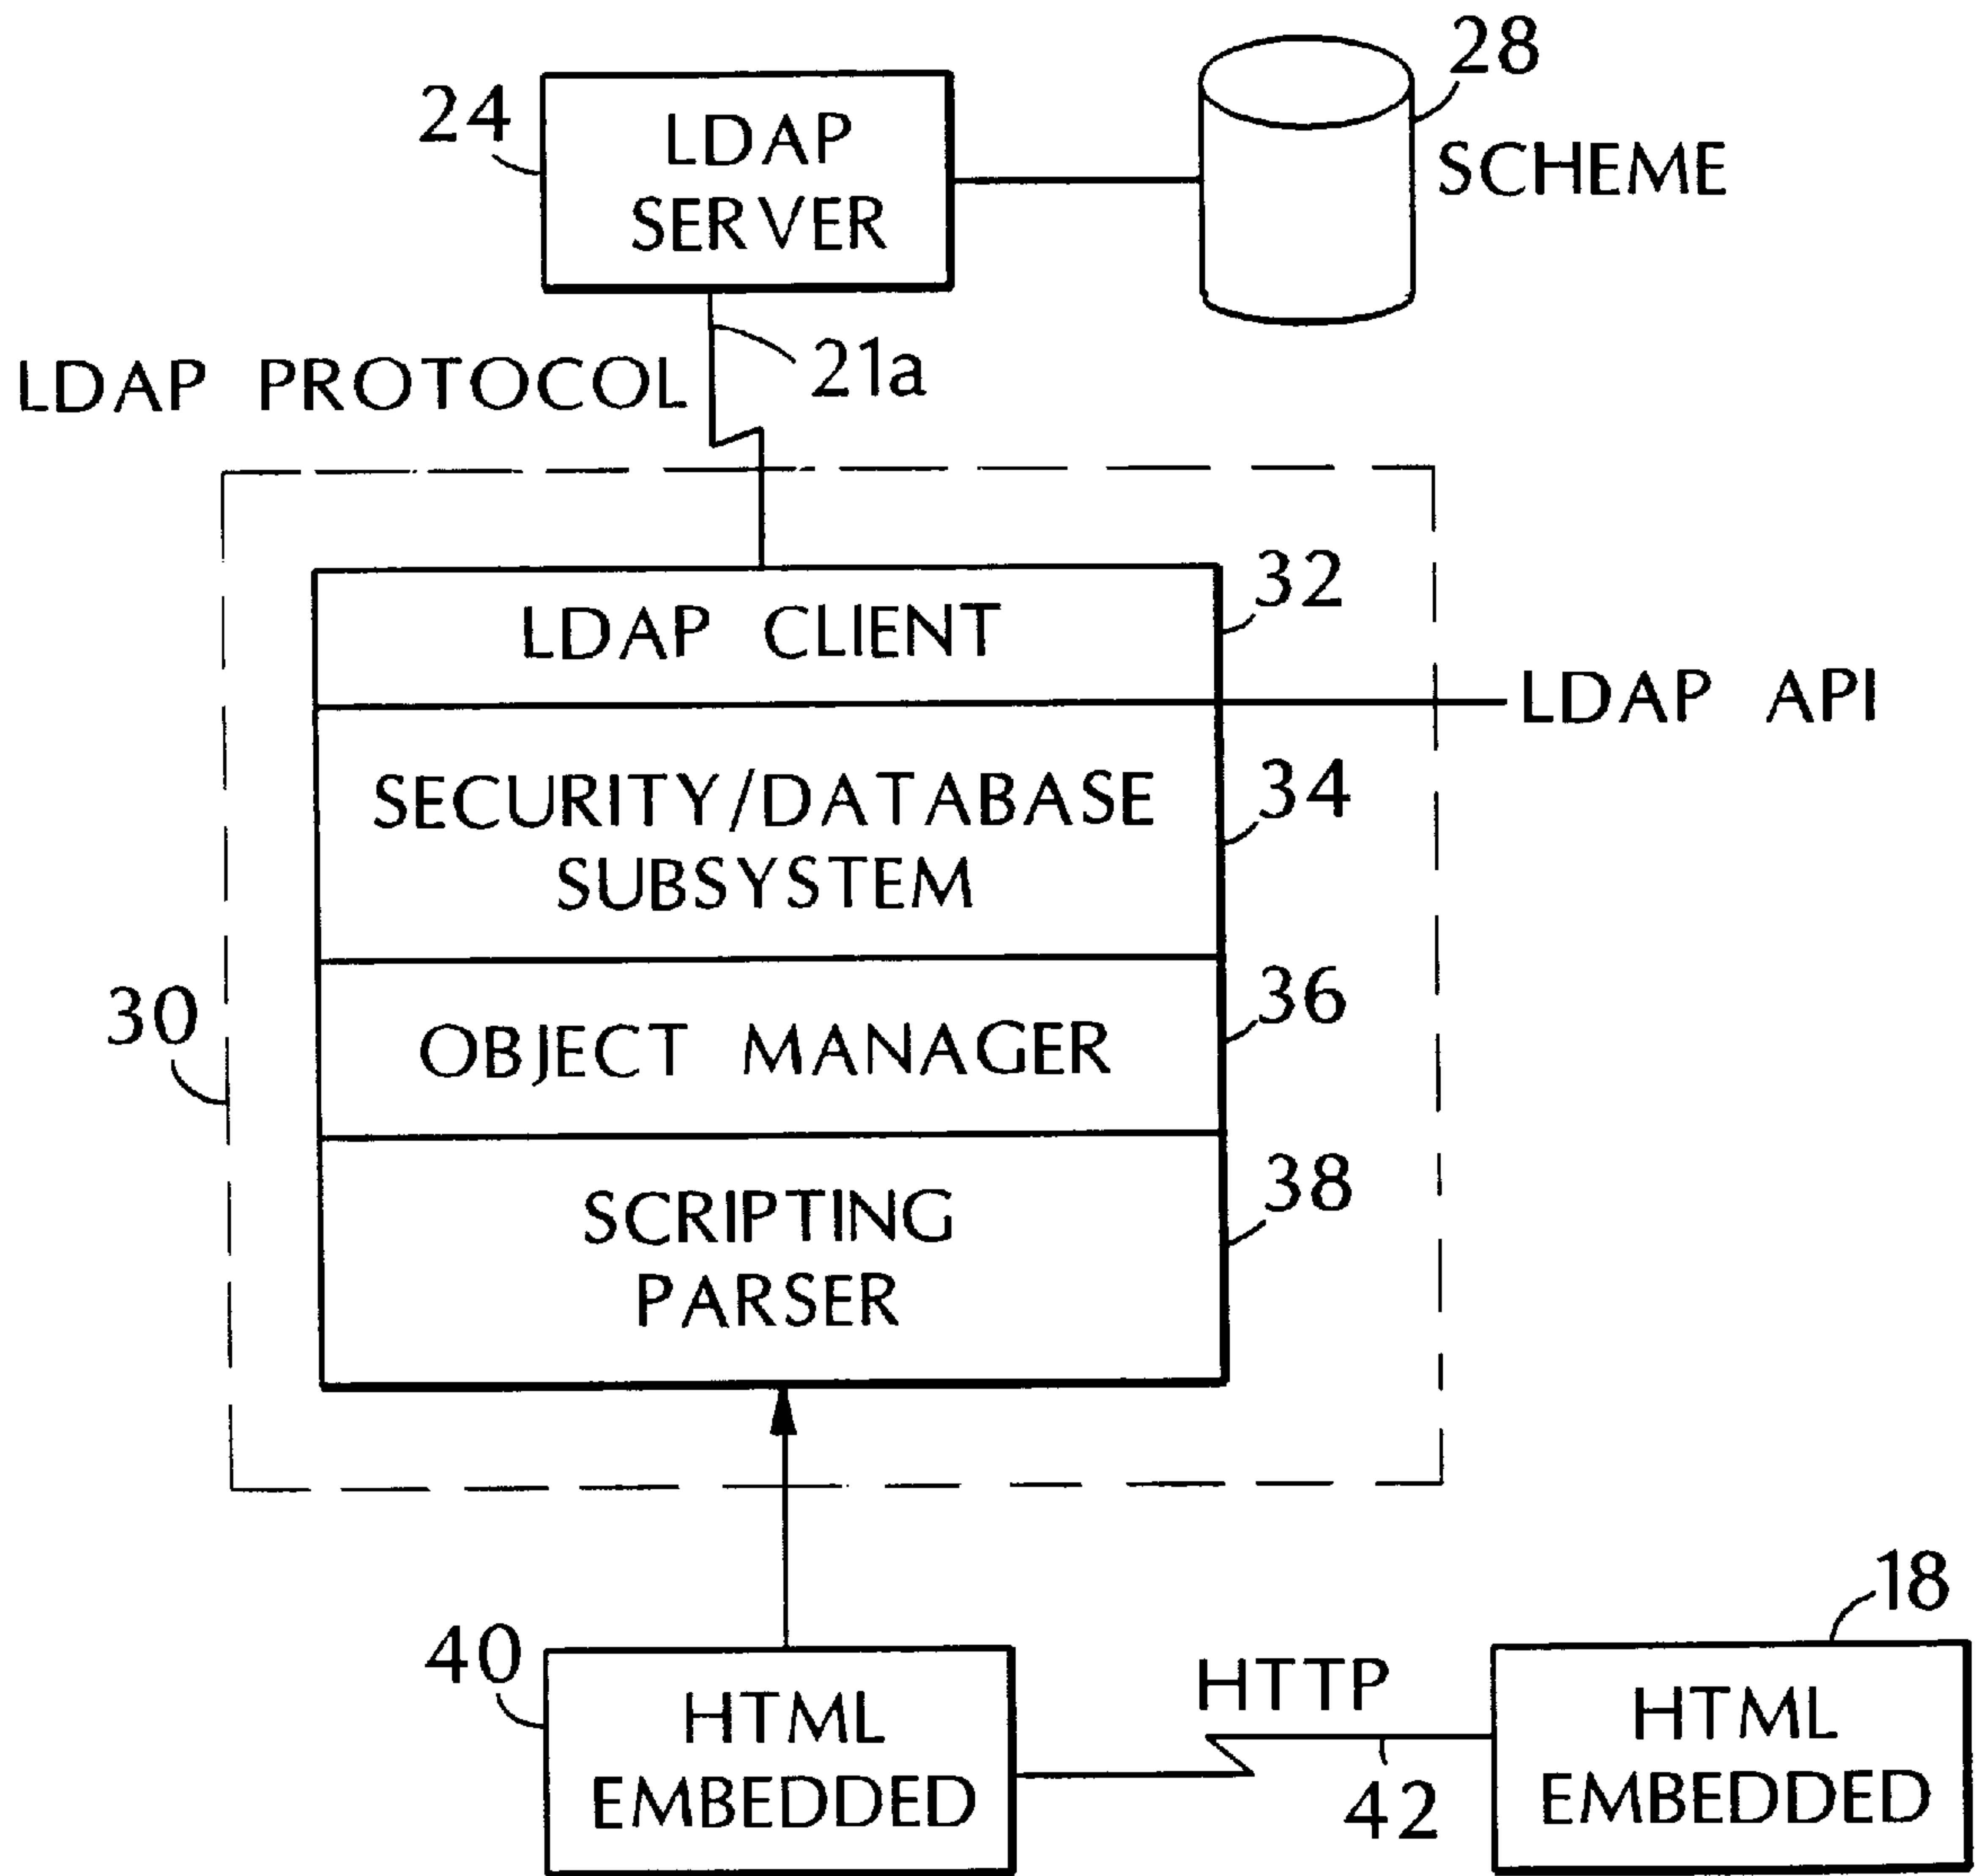 28
24
LDAP
SERVER
SCHEME
21a
LDAP PROTOCOL
32
LDAP CLIENT
LDAP API
34
SECURITY/DATABASE
SUBSYSTEM
36
30
OBJECT MANAGER
38
SCRIPTING
PARSER
18
40
HTTP
HTML
EMBEDDED
42
HTML
EMBEDDED